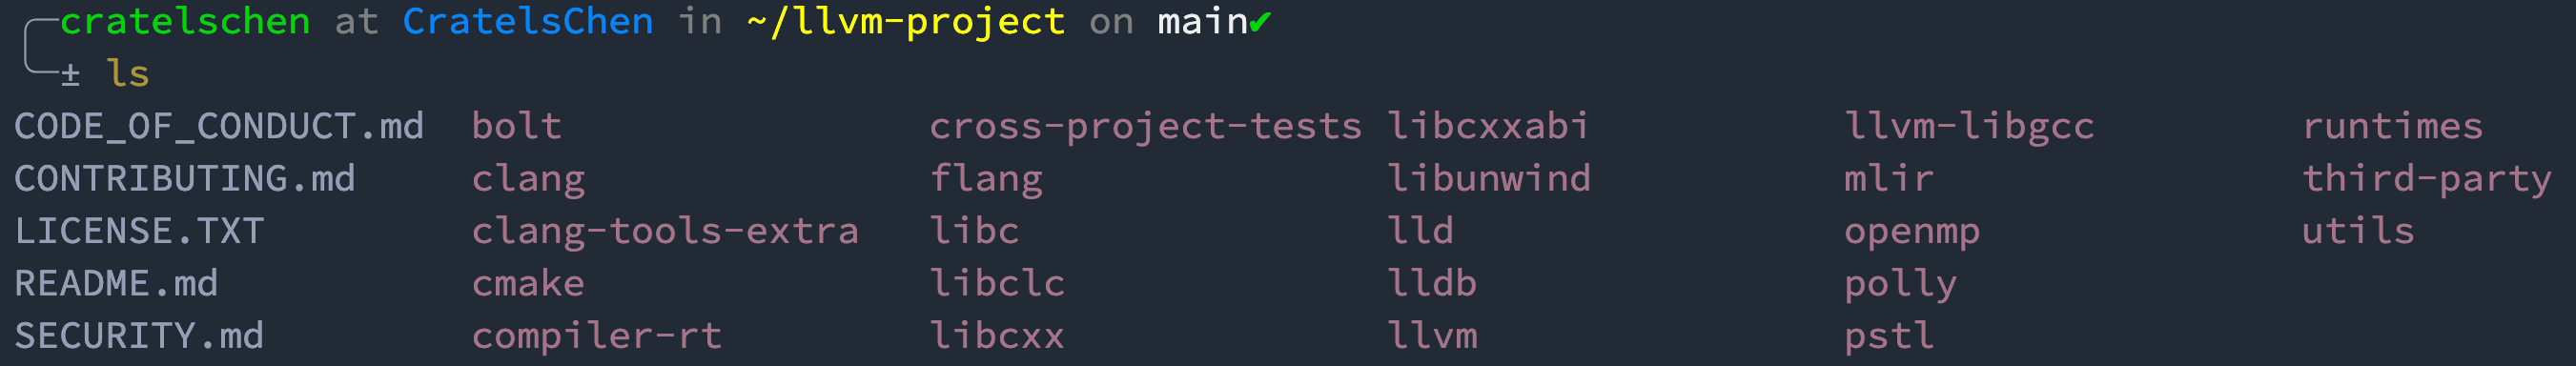 cratelschen at CratelsChen in ~/llvm-project on main✔
± ls
CODE_OF_CONDUCT.md bolt cross-project-tests libcxxabi llvm-libgcc runtimes
CONTRIBUTING.md clang flang libunwind mlir third-party
LICENSE.TXT clang-tools-extra libc lld openmp utils
README.md cmake libclc lldb polly
SECURITY.md compiler-rt libcxx llvm pstl